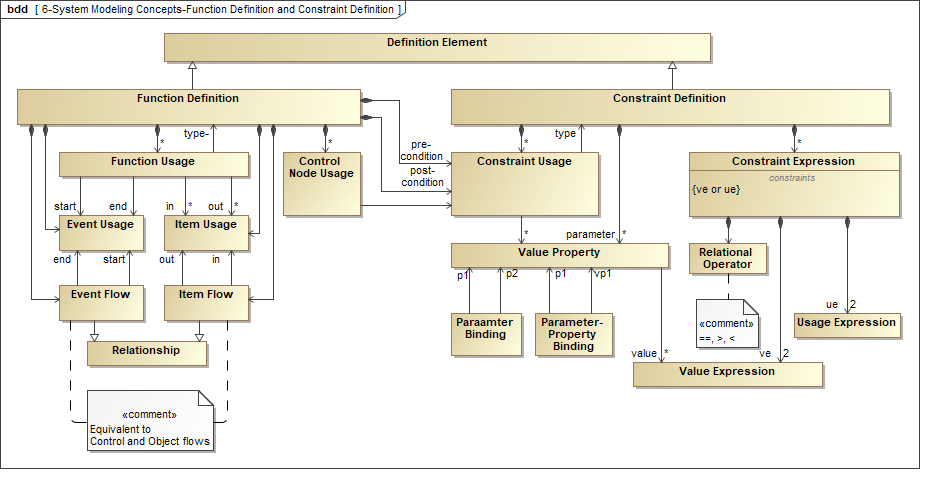 bdd [ 6-System Modeling Concepts-Function Definition and Constraint Definition ]
Definition Element
Function Definition
Constraint Definition
type-
*
*
pre-
condition
post-
condition
*
type
*
Function Usage
Control
Node Usage
Constraint Usage
Constraint Expression
constraints
{ve or ue}
start
end
in
*
out
*
Event Usage
Item Usage
*
parameter
*
Value Property
Relational
Operator
end
start
out
in
p1
p2
p1
vp1
Event Flow
Item Flow
ue
2
Paraamter
Binding
Parameter-
Property
Binding
«comment»
==, >, <
Usage Expression
Relationship
value
*
ve
2
Value Expression
«comment»
Equivalent to
Control and Object flows